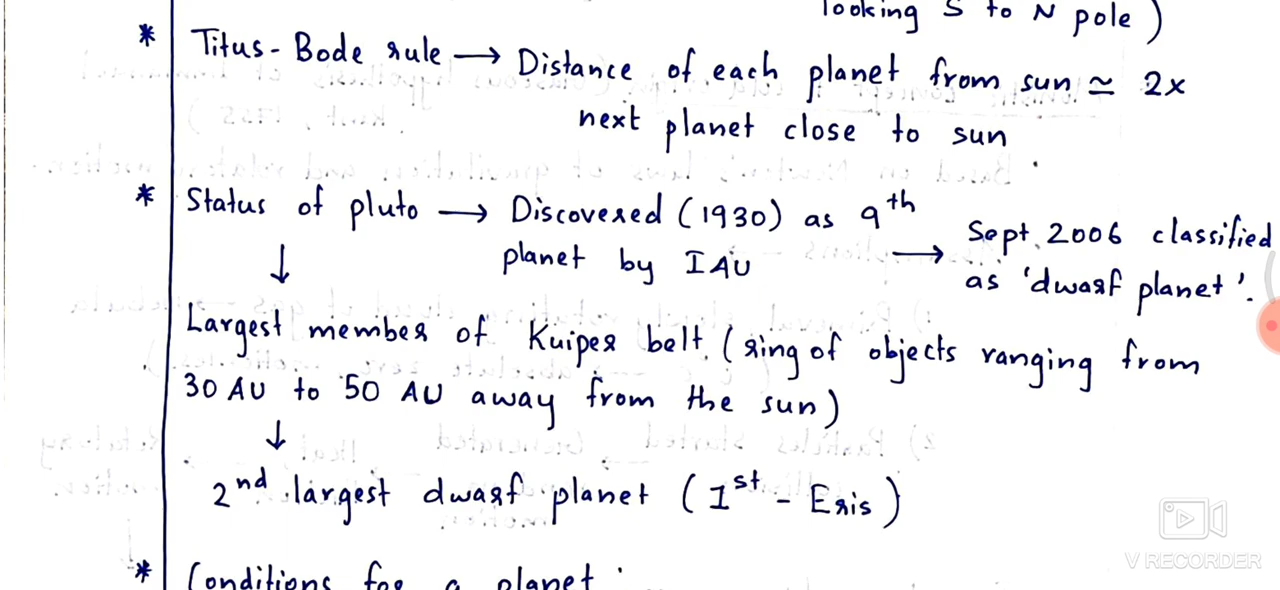 looking S to N pole)
* Titus - Bode rule → Distance of each planet from sun ≃ 2x
next planet close to sun
* Status of pluto → Discovered (1930) as 9th
planet by IAU → Sept. 2006 classified
as 'dwarf planet'.
↓
Largest member of Kuiper belt. (ring of objects ranging from
30 AU to 50 AU away from the sun)
↓
2nd largest dwarf planet (1st - Eris)
* Conditions for a planet :
V RECORDER